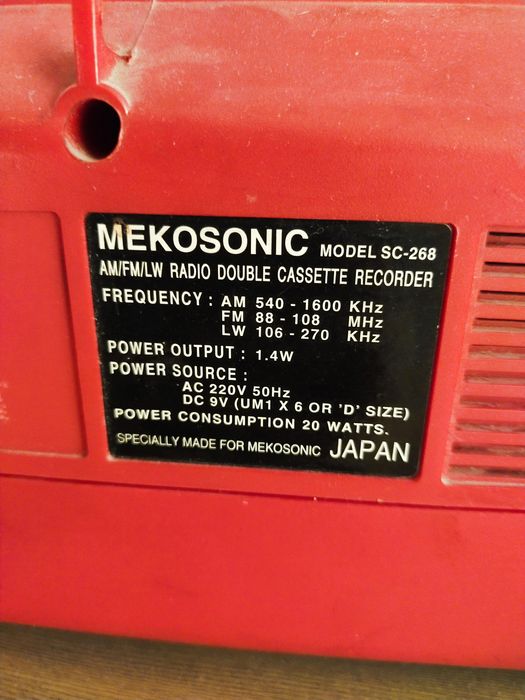 MEKOSONIC MODEL SC-268
AM/FM/LW RADIO DOUBLE CASSETTE RECORDER
FREQUENCY : AM 540 - 1600 KHz
FM 88 - 108 MHz
LW 106 - 270 KHz
POWER OUTPUT : 1.4W
POWER SOURCE :
AC 220V 50Hz
DC 9V (UM1 X 6 OR 'D' SIZE)
POWER CONSUMPTION 20 WATTS.
SPECIALLY MADE FOR MEKOSONIC JAPAN